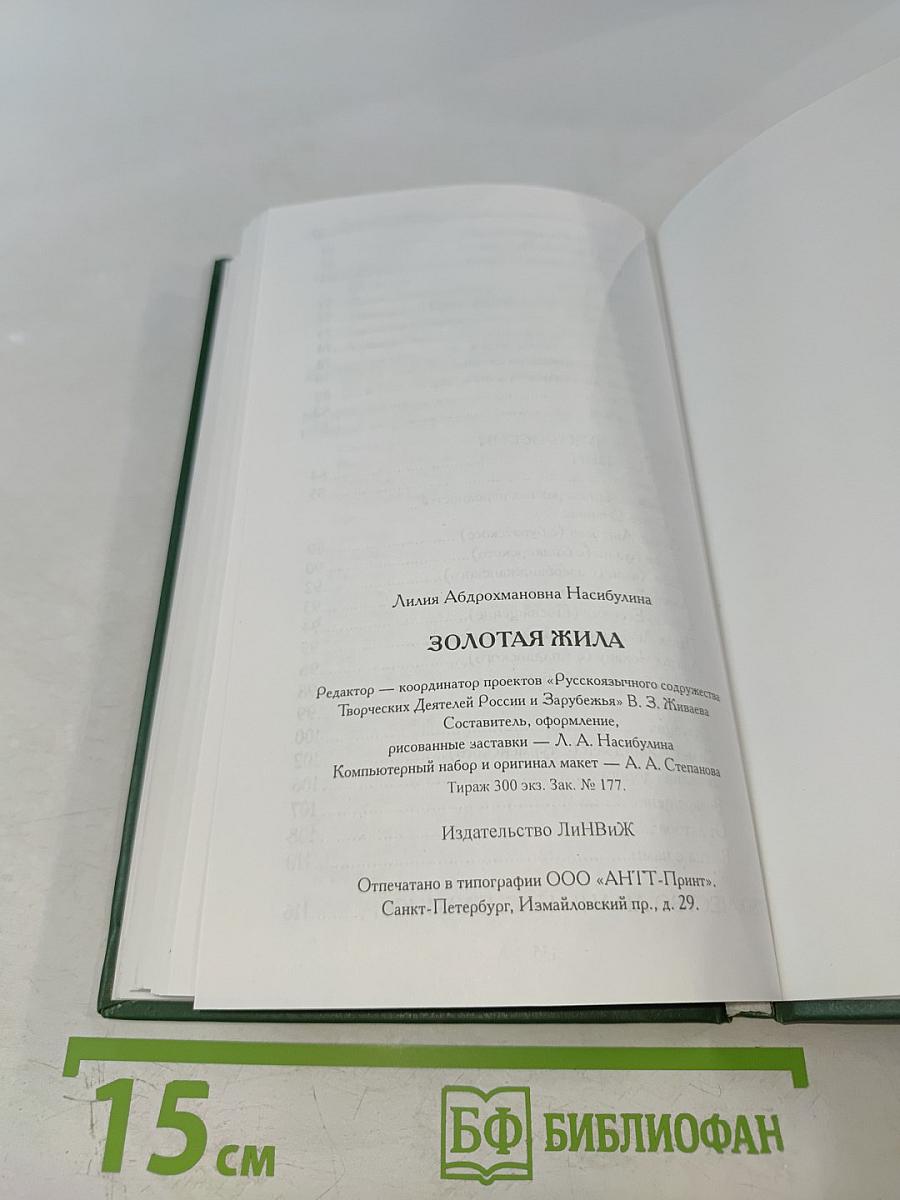 Лилия Абдрохмановна Насибулина
ЗОЛОТАЯ ЖИЛА
Редактор — координатор проектов «Русскоязычного содружества
Творческих Деятелей России и Зарубежья» В. З. Живаева
Составитель, оформление,
рисованные заставки — Л. А. Насибулина
Компьютерный набор и оригинал макет — А. А. Степанова
Тираж 300 экз. Зак. № 177.
Издательство ЛиНВиЖ
Отпечатано в типографии ООО «АНТТ-Принт».
Санкт-Петербург, Измайловский пр., д. 29.
15 см
БФ БИБЛИОФАН